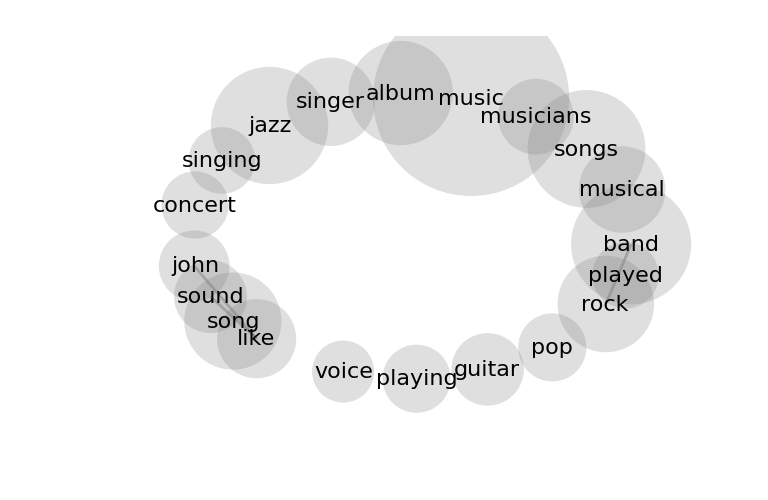 album
music
singer
musicians
jazz
songs
singing
musical
concert
band
john
played
sound
rock
song
like
pop
voice
guitar
playing